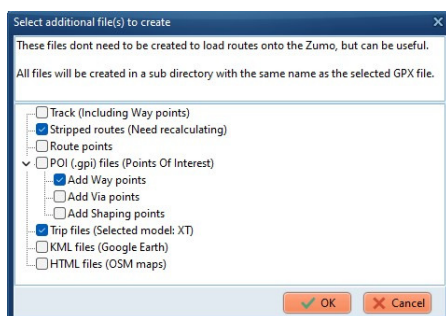 Select additional file(s) to create
These files dont need to be created to load routes onto the Zumo, but can be useful.
All files will be created in a sub directory with the same name as the selected GPX file.
Track (Including Way points)
Stripped routes (Need recalculating)
Route points
POI (.gpi) files (Points Of Interest)
Add Way points
Add Via points
Add Shaping points
Trip files (Selected model: XT)
KML files (Google Earth)
HTML files (OSM maps)
OK
Cancel